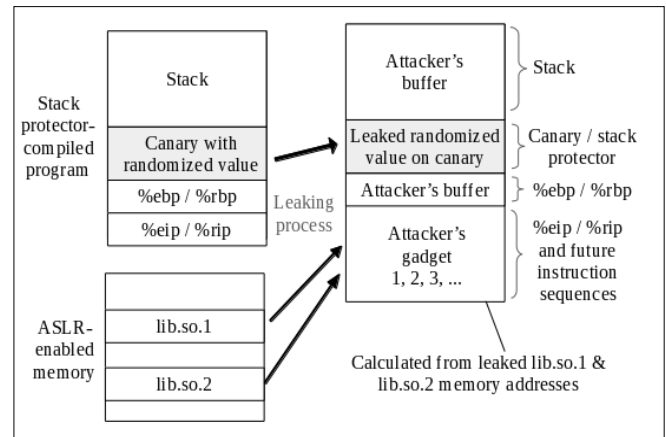 Stack
protector-
compiled
program
Stack
Canary with
randomized value
%ebp / %rbp
%eip / %rip
Leaking
process
Attacker's
buffer
Leaked randomized
value on canary
Attacker's buffer
Attacker's
gadget
1, 2, 3, ...
Stack
Canary / stack
protector
%ebp / %rbp
%eip / %rip
and future
instruction
sequences
ASLR-
enabled
memory
lib.so.1
lib.so.2
Calculated from leaked lib.so.1 &
lib.so.2 memory addresses